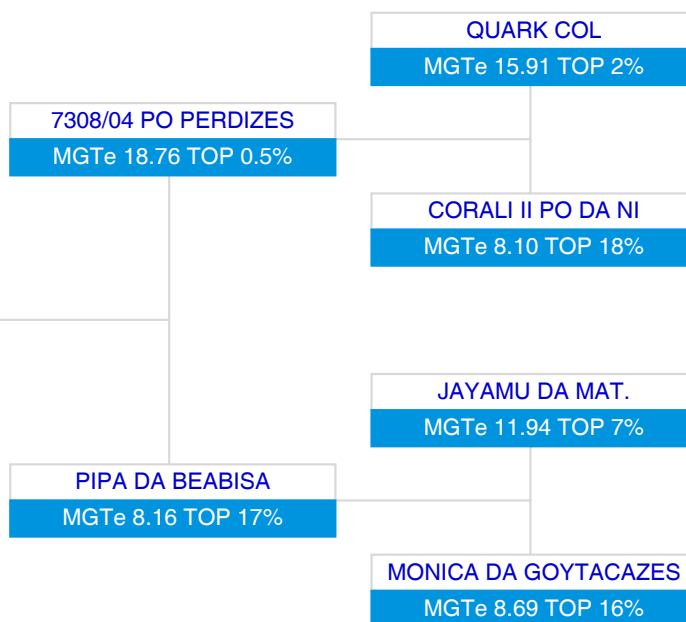 QUARK COL
MGTe 15.91 TOP 2%
7308/04 PO PERDIZES
MGTe 18.76 TOP 0.5%
CORALI II PO DA NI
MGTe 8.10 TOP 18%
JAYAMU DA MAT.
MGTe 11.94 TOP 7%
PIPA DA BEABISA
MGTe 8.16 TOP 17%
MONICA DA GOYTACAZES
MGTe 8.69 TOP 16%